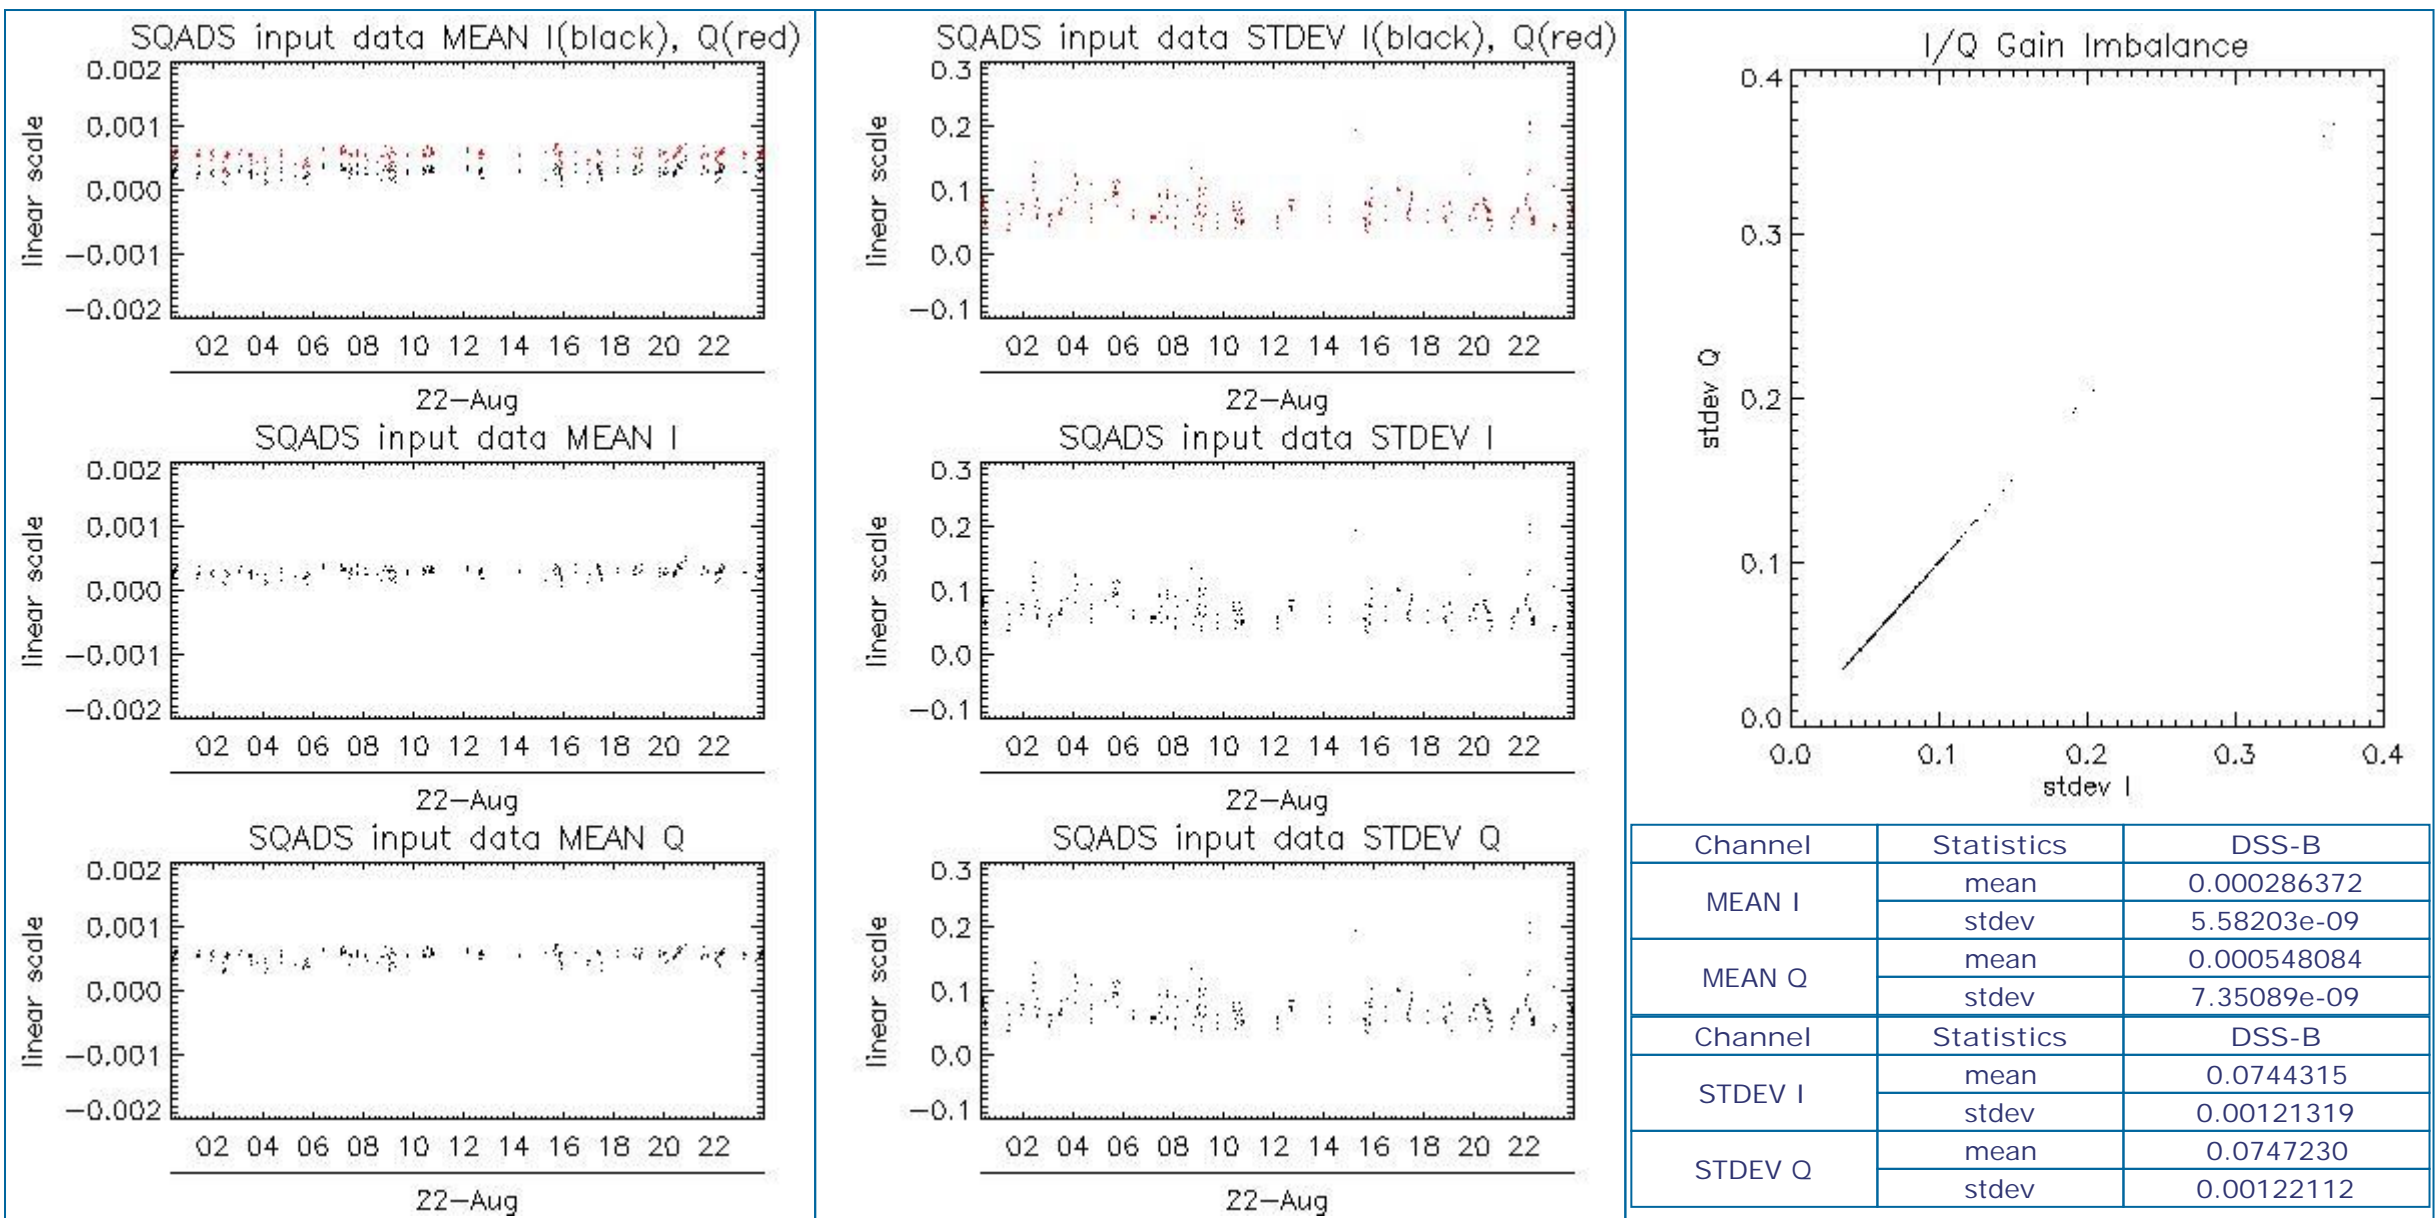 SQADS input data MEAN I(black), Q(red)
0.002
0.001
0.000
−0.001
−0.002
linear scale
02 04 06 08 10 12 14 16 18 20 22
22−Aug
SQADS input data MEAN I
0.002
0.001
0.000
−0.001
−0.002
linear scale
02 04 06 08 10 12 14 16 18 20 22
22−Aug
SQADS input data MEAN Q
0.002
0.001
0.000
−0.001
−0.002
linear scale
02 04 06 08 10 12 14 16 18 20 22
22−Aug
SQADS input data STDEV I(black), Q(red)
0.3
0.2
0.1
0.0
−0.1
linear scale
02 04 06 08 10 12 14 16 18 20 22
22−Aug
SQADS input data STDEV I
0.3
0.2
0.1
0.0
−0.1
linear scale
02 04 06 08 10 12 14 16 18 20 22
22−Aug
SQADS input data STDEV Q
0.3
0.2
0.1
0.0
−0.1
linear scale
02 04 06 08 10 12 14 16 18 20 22
22−Aug
I/Q Gain Imbalance
0.4
0.3
0.2
0.1
0.0
stdev Q
0.0 0.1 0.2 0.3 0.4
stdev I
Channel Statistics DSS-B
MEAN I mean 0.000286372
stdev 5.58203e-09
MEAN Q mean 0.000548084
stdev 7.35089e-09
Channel Statistics DSS-B
STDEV I mean 0.0744315
stdev 0.00121319
STDEV Q mean 0.0747230
stdev 0.00122112